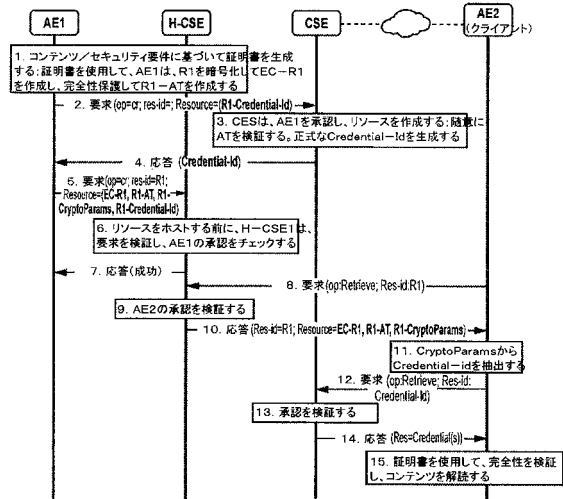 AE1
H-CSE
CSE
AE2
(クライアント)
1. コンテンツ/セキュリティ要件に基づいて証明書を生成
する:証明書を使用して、AE1は、R1を暗号化してEC-R1
を作成し、完全性保護してR1-ATを作成する
2. 要求(op=cr; res-id=; Resource=(R1-Credential-Id)
3. CESは、AE1を承認し、リソースを作成する:随意に
ATを検証する。正式なCredential-Idを生成する
4. 応答 (Credential-Id)
5. 要求(op=cr; res-id=R1;
Resource=(EC-R1, R1-AT, R1-
CryptoParams, R1-Credential-Id)
6. リソースをホストする前に、H-CSE1は、
要求を検証し、AE1の承認をチェックする
7. 応答(成功)
8. 要求(op:Retrieve; Res-id:R1)
9. AE2の承認を検証する
10. 応答(Res-id=R1; Resource=EC-R1, R1-AT, R1-CryptoParams)
11. CryptoParamsから
Credential-idを抽出する
12. 要求 (op:Retrieve; Res-id:
Credential-Id)
13. 承認を検証する
14. 応答 (Res=Credential(s))
15. 証明書を使用して、完全性を検証
し、コンテンツを解読する